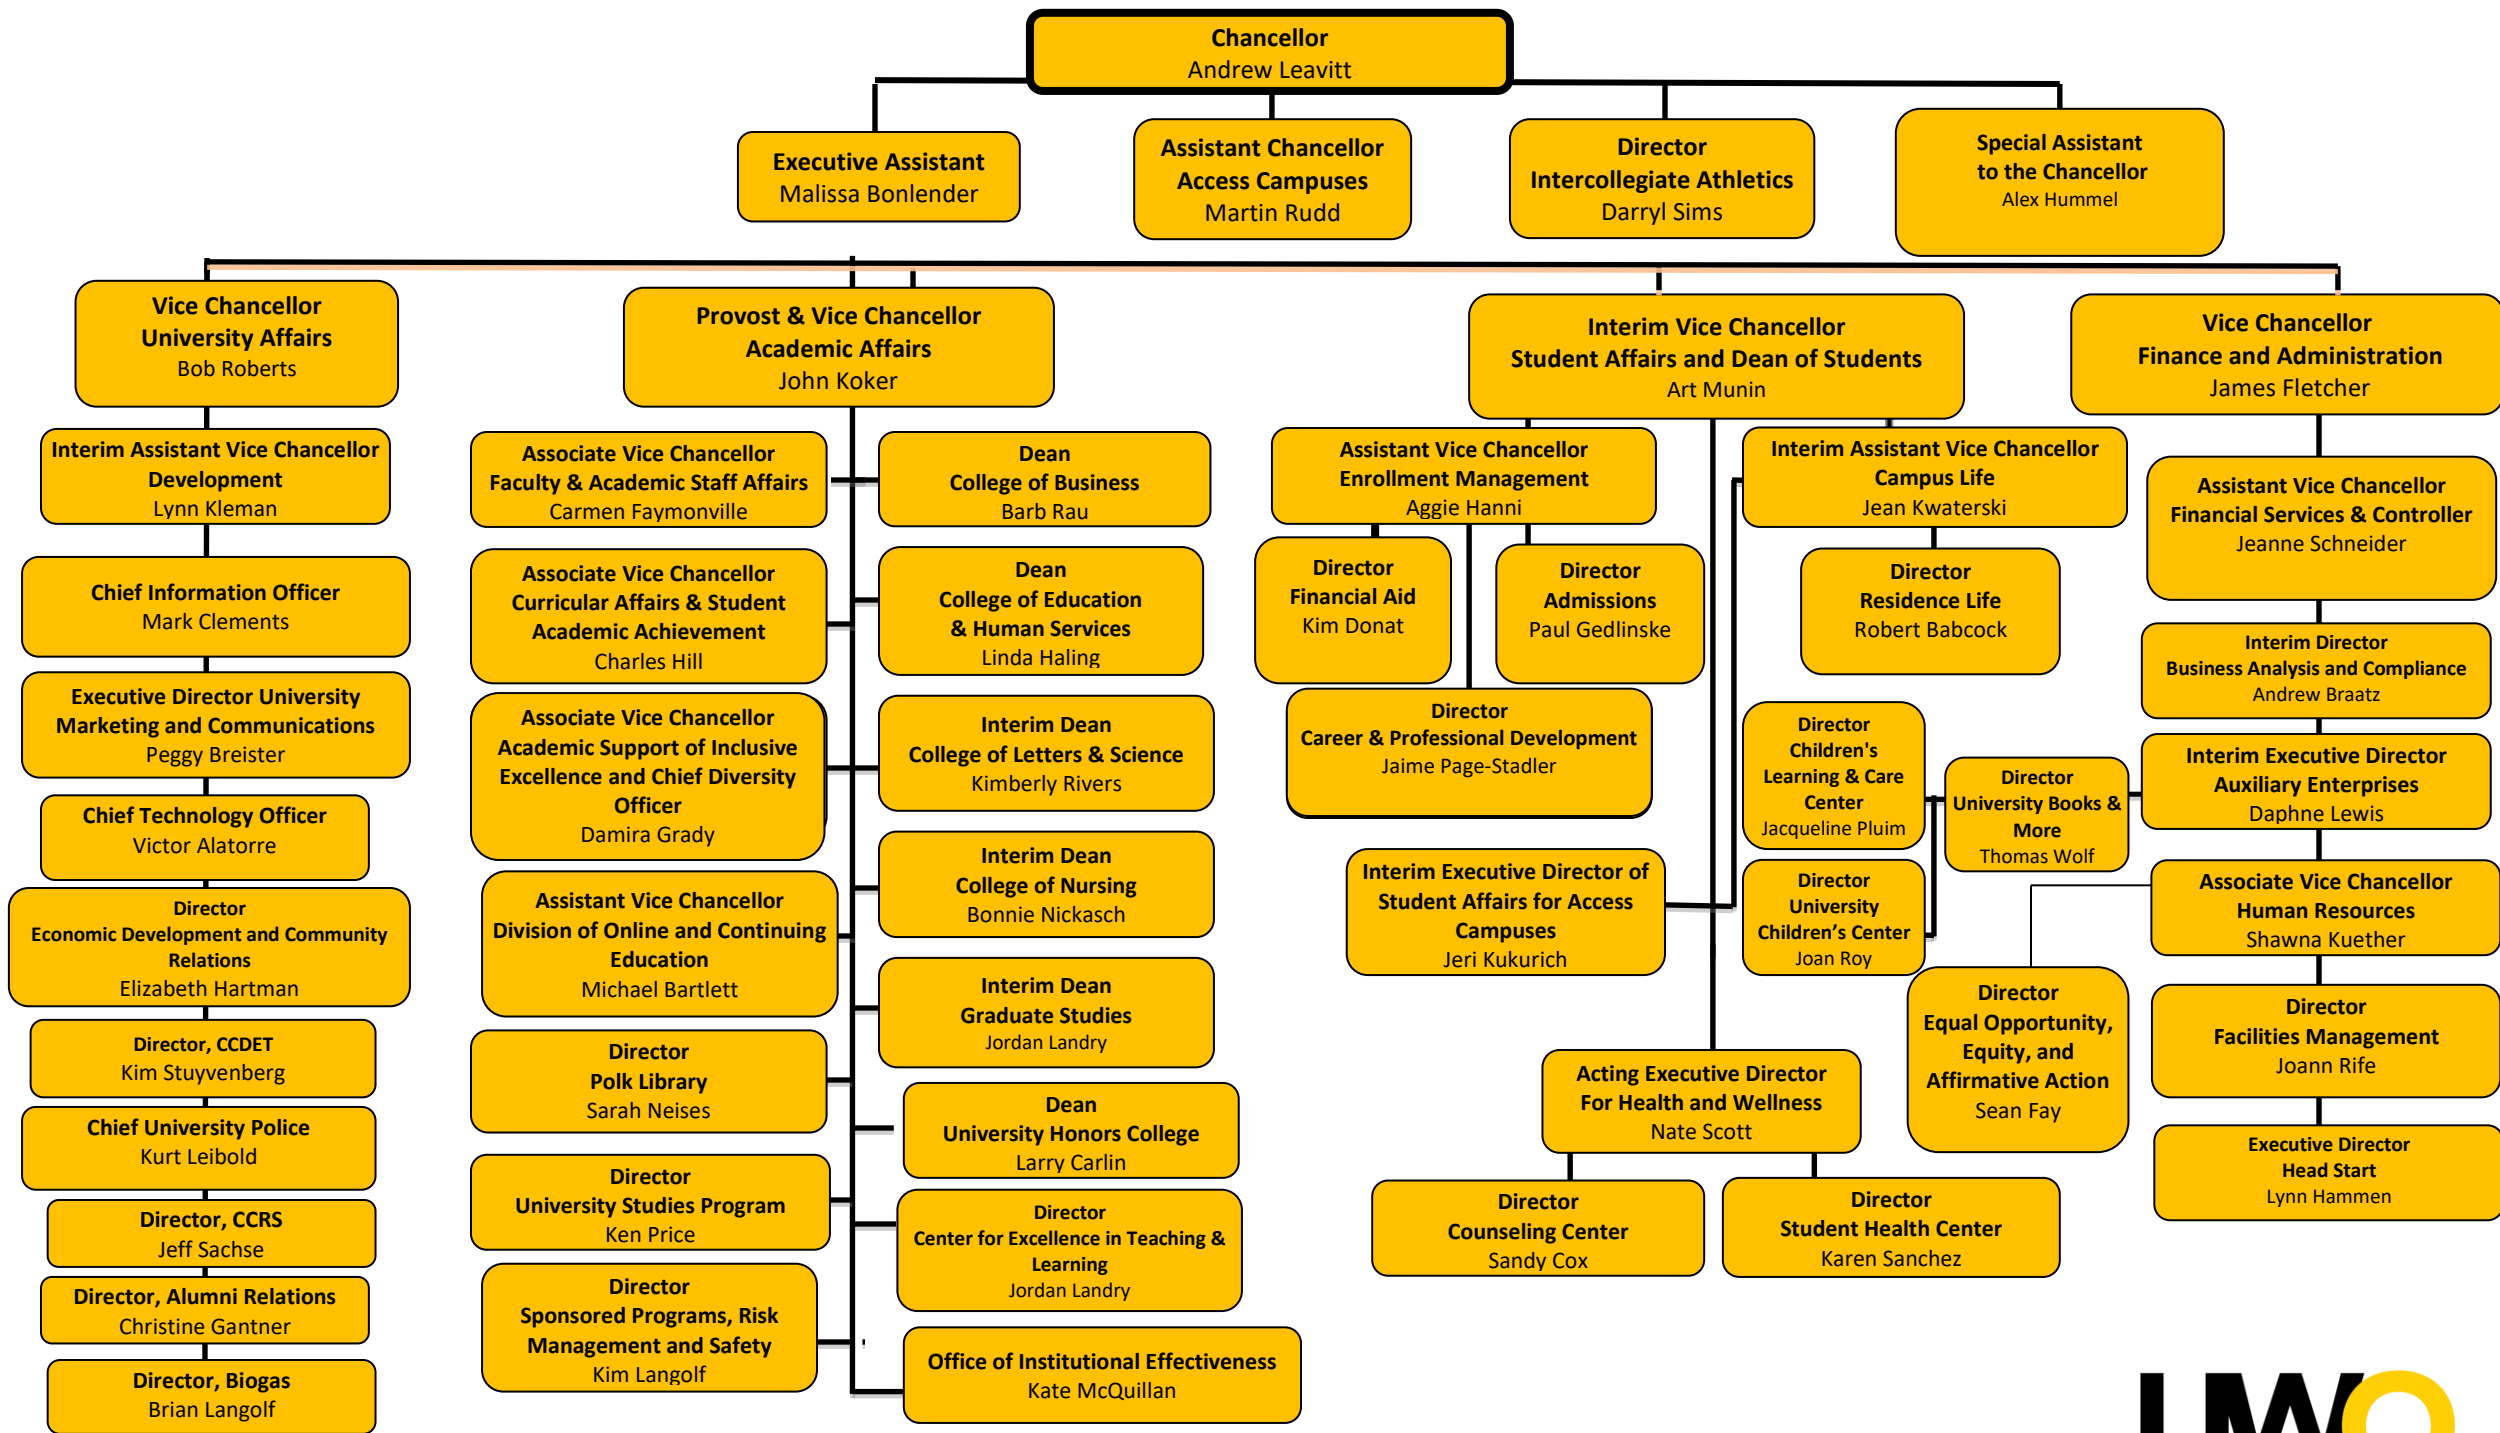 Chancellor
Andrew Leavitt
Executive Assistant
Malissa Bonlender
Assistant Chancellor
Access Campuses
Martin Rudd
Director
Intercollegiate Athletics
Darryl Sims
Special Assistant
to the Chancellor
Alex Hummel
Vice Chancellor
University Affairs
Bob Roberts
Provost & Vice Chancellor
Academic Affairs
John Koker
Interim Vice Chancellor
Student Affairs and Dean of Students
Art Munin
Vice Chancellor
Finance and Administration
James Fletcher
Interim Assistant Vice Chancellor
Development
Lynn Kleman
Chief Information Officer
Mark Clements
Executive Director University
Marketing and Communications
Peggy Breister
Chief Technology Officer
Victor Alatorre
Director
Economic Development and Community
Relations
Elizabeth Hartman
Director, CCDET
Kim Stuyvenberg
Chief University Police
Kurt Leibold
Director, CCRS
Jeff Sachse
Director, Alumni Relations
Christine Gantner
Director, Biogas
Brian Langolf
Associate Vice Chancellor
Faculty & Academic Staff Affairs
Carmen Faymonville
Associate Vice Chancellor
Curricular Affairs & Student
Academic Achievement
Charles Hill
Associate Vice Chancellor
Academic Support of Inclusive
Excellence and Chief Diversity
Officer
Damira Grady
Assistant Vice Chancellor
Division of Online and Continuing
Education
Michael Bartlett
Director
Polk Library
Sarah Neises
Director
University Studies Program
Ken Price
Director
Sponsored Programs, Risk
Management and Safety
Kim Langolf
Dean
College of Business
Barb Rau
Dean
College of Education
& Human Services
Linda Haling
Interim Dean
College of Letters & Science
Kimberly Rivers
Interim Dean
College of Nursing
Bonnie Nickasch
Interim Dean
Graduate Studies
Jordan Landry
Dean
University Honors College
Larry Carlin
Director
Center for Excellence in Teaching &
Learning
Jordan Landry
Office of Institutional Effectiveness
Kate McQuillan
Assistant Vice Chancellor
Enrollment Management
Aggie Hanni
Director
Financial Aid
Kim Donat
Director
Admissions
Paul Gedlinske
Director
Career & Professional Development
Jaime Page-Stadler
Interim Assistant Vice Chancellor
Campus Life
Jean Kwaterski
Director
Residence Life
Robert Babcock
Interim Executive Director of
Student Affairs for Access
Campuses
Jeri Kukurich
Acting Executive Director
For Health and Wellness
Nate Scott
Director
Counseling Center
Sandy Cox
Director
Student Health Center
Karen Sanchez
Assistant Vice Chancellor
Financial Services & Controller
Jeanne Schneider
Interim Director
Business Analysis and Compliance
Andrew Braatz
Interim Executive Director
Auxiliary Enterprises
Daphne Lewis
Director
University Books &
More
Thomas Wolf
Director
Children's
Learning & Care
Center
Jacqueline Pluim
Director
University
Children’s Center
Joan Roy
Associate Vice Chancellor
Human Resources
Shawna Kuether
Director
Equal Opportunity,
Equity, and
Affirmative Action
Sean Fay
Director
Facilities Management
Joann Rife
Executive Director
Head Start
Lynn Hammen
UWO